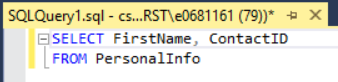 SQLQuery1.sql - cs...RST\e0681161 (79))*
SELECT FirstName, ContactID
FROM PersonalInfo